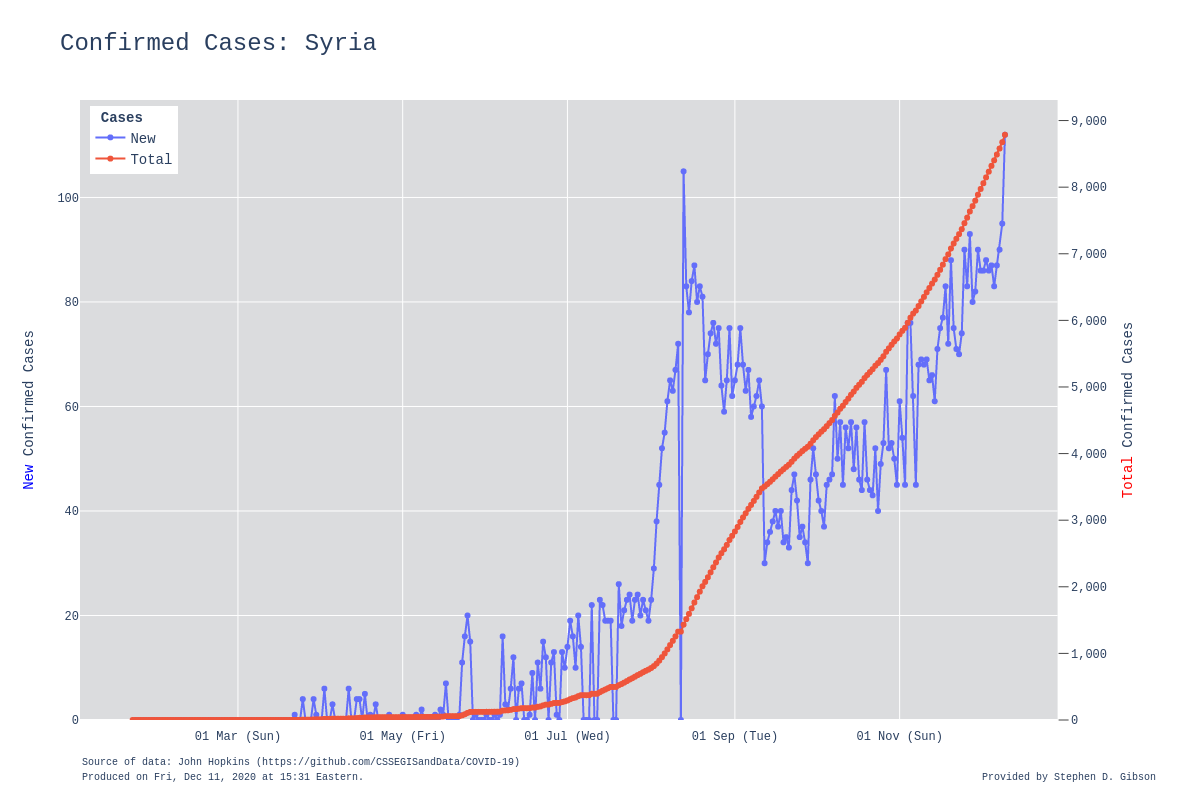 Confirmed Cases: Syria
Cases
New
Total
100
80
60
40
20
0
9,000
8,000
7,000
6,000
5,000
4,000
3,000
2,000
1,000
0
New Confirmed Cases
Total Confirmed Cases
01 Mar (Sun) 01 May (Fri) 01 Jul (Wed) 01 Sep (Tue) 01 Nov (Sun)
Source of data: John Hopkins (https://github.com/CSSEGISandData/COVID-19)
Produced on Fri, Dec 11, 2020 at 15:31 Eastern.
Provided by Stephen D. Gibson